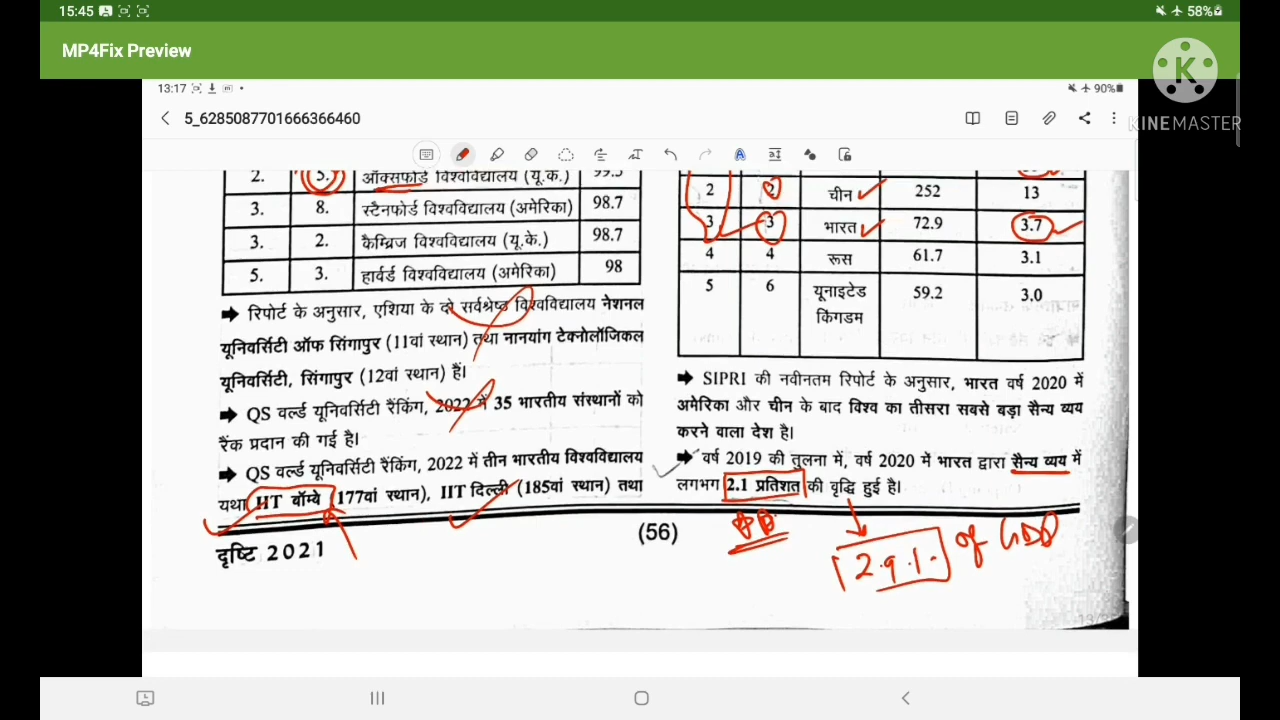 15:45
58%
MP4Fix Preview
KINEMASTER
13:17
90%
5_6285087701666366460
2. 5. ऑक्सफोर्ड विश्वविद्यालय (यू.के.) 99.5
3. 8. स्टैनफोर्ड विश्वविद्यालय (अमेरिका) 98.7
3. 2. कैम्ब्रिज विश्वविद्यालय (यू.के.) 98.7
5. 3. हार्वर्ड विश्वविद्यालय (अमेरिका) 98
➡ रिपोर्ट के अनुसार, एशिया के दो सर्वश्रेष्ठ विश्वविद्यालय नेशनल
यूनिवर्सिटी ऑफ सिंगापुर (11वां स्थान) तथा नानयांग टेक्नोलॉजिकल
यूनिवर्सिटी, सिंगापुर (12वां स्थान) हैं।
➡ QS वर्ल्ड यूनिवर्सिटी रैंकिंग, 2022 में 35 भारतीय संस्थानों को
रैंक प्रदान की गई है।
➡ QS वर्ल्ड यूनिवर्सिटी रैंकिंग, 2022 में तीन भारतीय विश्वविद्यालय
यथा IIT बॉम्बे (177वां स्थान), IIT दिल्ली (185वां स्थान) तथा
दृष्टि 2021
2 2 चीन 252 13
3 3 भारत 72.9 3.7
4 4 रूस 61.7 3.1
5 6 यूनाइटेड 59.2 3.0
किंगडम
➡ SIPRI की नवीनतम रिपोर्ट के अनुसार, भारत वर्ष 2020 में
अमेरिका और चीन के बाद विश्व का तीसरा सबसे बड़ा सैन्य व्यय
करने वाला देश है।
➡ वर्ष 2019 की तुलना में, वर्ष 2020 में भारत द्वारा सैन्य व्यय में
लगभग 2.1 प्रतिशत की वृद्धि हुई है।
(56)
2.9% of GDP